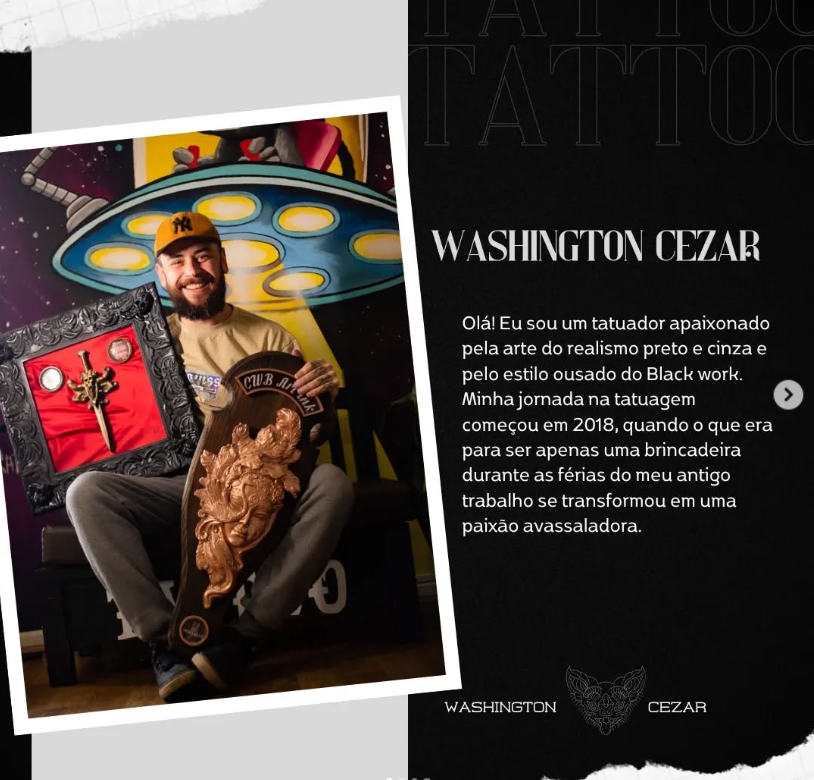 TATTOO
TATTOO
WASHINGTON CEZAR
Olá! Eu sou um tatuador apaixonado
pela arte do realismo preto e cinza e
pelo estilo ousado do Black work.
Minha jornada na tatuagem
começou em 2018, quando o que era
para ser apenas uma brincadeira
durante as férias do meu antigo
trabalho se transformou em uma
paixão avassaladora.
NY
CWB
WASHINGTON CEZAR